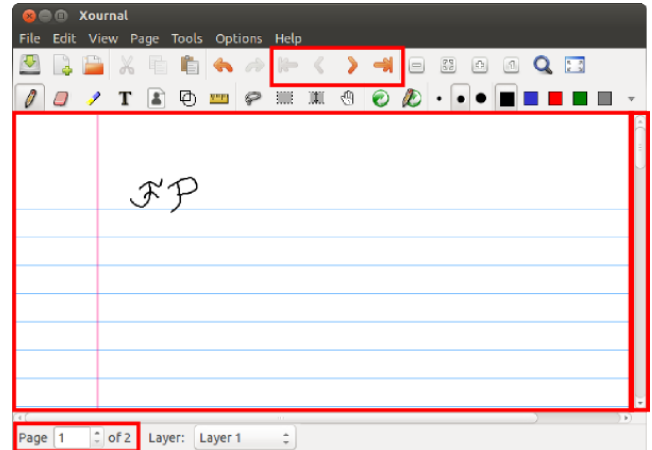 Xournal
File Edit View Page Tools Options Help
T
FP
Page 1 of 2 Layer: Layer 1